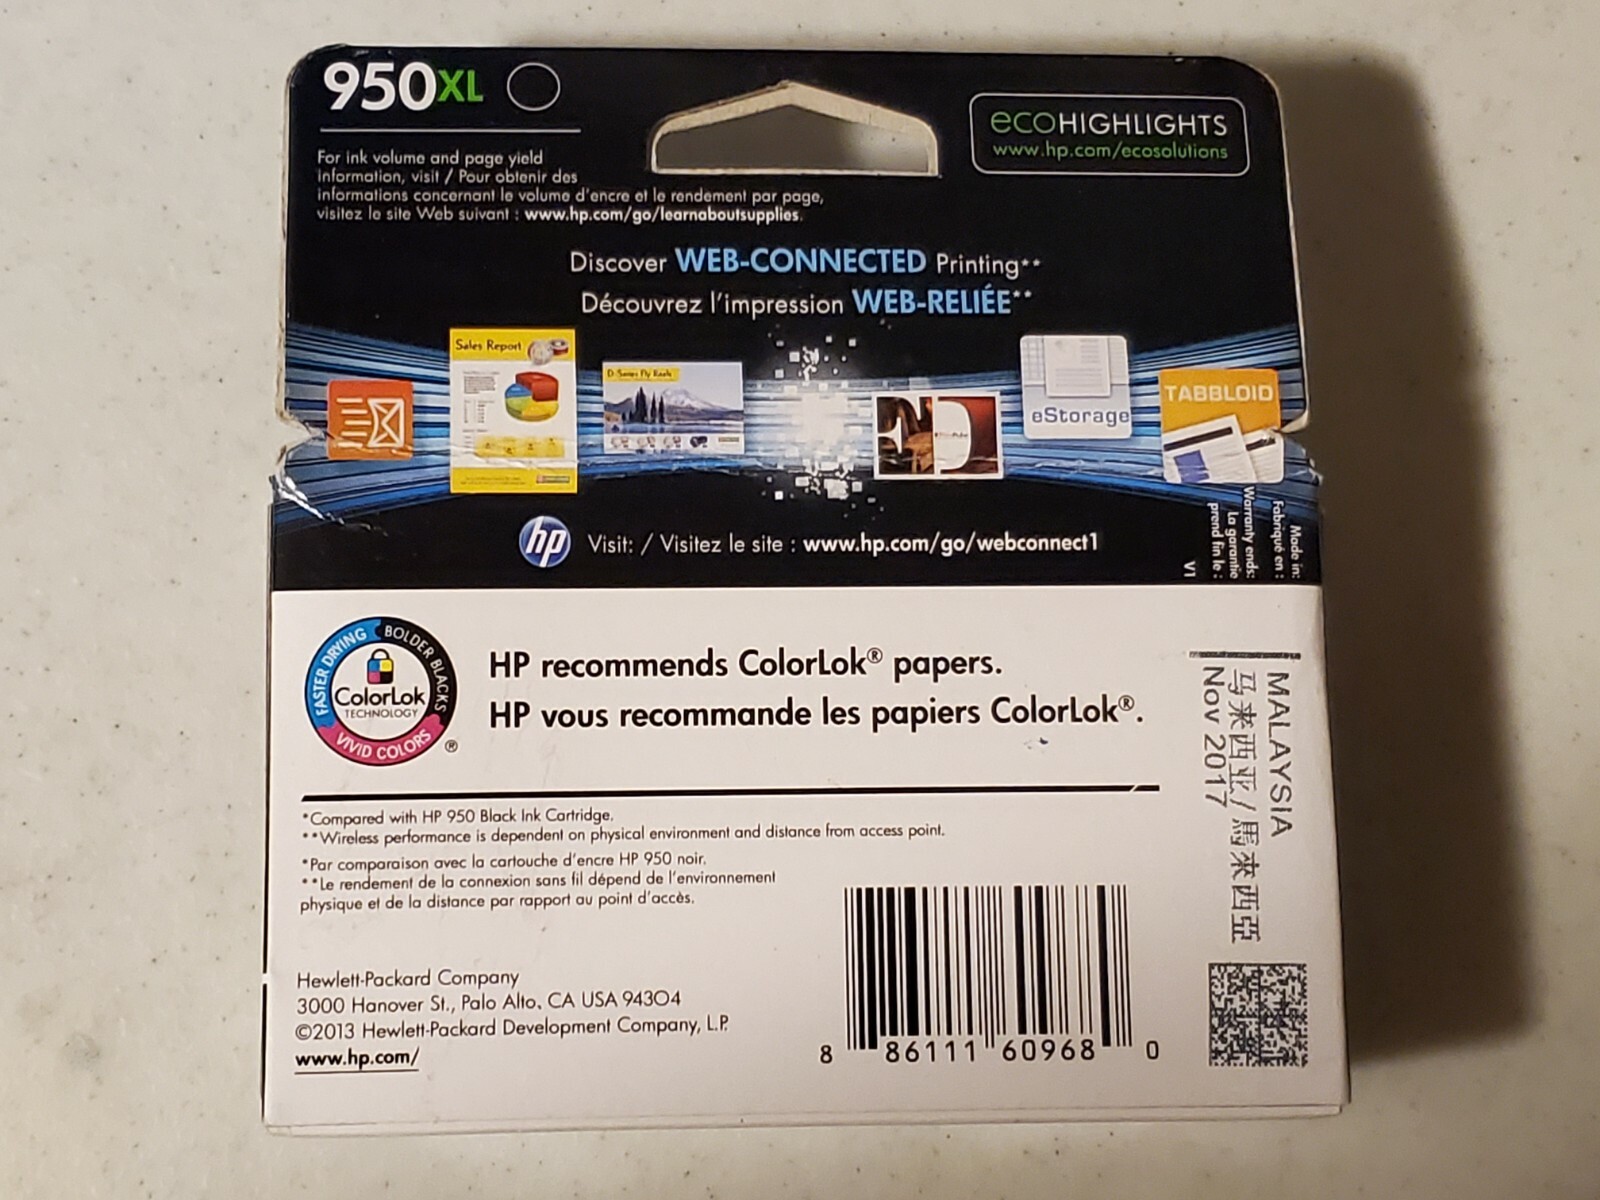 950XL
ecoHIGHLIGHTS
www.hp.com/ecosolutions
For ink volume and page yield
information, visit / Pour obtenir des
informations concernant le volume d'encre et le rendement par page,
visitez le site Web suivant : www.hp.com/go/learnaboutsupplies.
Discover WEB-CONNECTED Printing**
Découvrez l'impression WEB-RELIÉE**
Sales Report
D-Series Fly Reels
eStorage
TABBLOID
hp Visit: / Visitez le site : www.hp.com/go/webconnect1
Made in:
Fabriqué en :
Warranty ends:
La garantie
prend fin le :
V1
MALAYSIA
马来西亚/馬來西亞
Nov 2017
FASTER DRYING
BOLDER BLACKS
VIVID COLORS
ColorLok
TECHNOLOGY
®
HP recommends ColorLok® papers.
HP vous recommande les papiers ColorLok®.
*Compared with HP 950 Black Ink Cartridge.
**Wireless performance is dependent on physical environment and distance from access point.
*Par comparaison avec la cartouche d'encre HP 950 noir.
**Le rendement de la connexion sans fil dépend de l'environnement
physique et de la distance par rapport au point d'accès.
Hewlett-Packard Company
3000 Hanover St., Palo Alto, CA USA 94304
©2013 Hewlett-Packard Development Company, L.P.
www.hp.com/
8 86111 60968 0